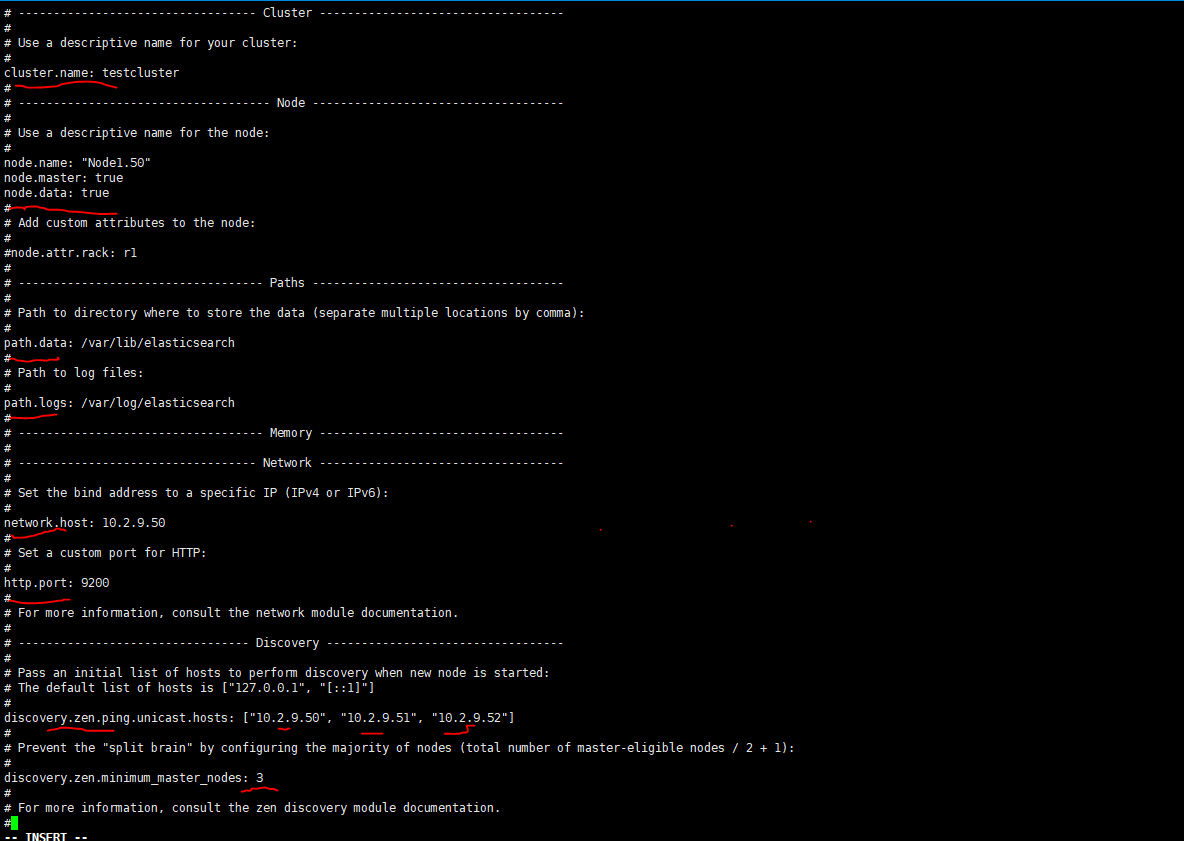 # ---------------------------------- Cluster -----------------------------------
#
# Use a descriptive name for your cluster:
#
cluster.name: testcluster
#
# ------------------------------------ Node ------------------------------------
#
# Use a descriptive name for the node:
#
node.name: "Node1.50"
node.master: true
node.data: true
#
# Add custom attributes to the node:
#
#node.attr.rack: r1
#
# ----------------------------------- Paths ------------------------------------
#
# Path to directory where to store the data (separate multiple locations by comma):
#
path.data: /var/lib/elasticsearch
#
# Path to log files:
#
path.logs: /var/log/elasticsearch
#
# ----------------------------------- Memory -----------------------------------
#
# ---------------------------------- Network -----------------------------------
#
# Set the bind address to a specific IP (IPv4 or IPv6):
#
network.host: 10.2.9.50
#
# Set a custom port for HTTP:
#
http.port: 9200
#
# For more information, consult the network module documentation.
#
# --------------------------------- Discovery ----------------------------------
#
# Pass an initial list of hosts to perform discovery when new node is started:
# The default list of hosts is ["127.0.0.1", "[::1]"]
#
discovery.zen.ping.unicast.hosts: ["10.2.9.50", "10.2.9.51", "10.2.9.52"]
#
# Prevent the "split brain" by configuring the majority of nodes (total number of master-eligible nodes / 2 + 1):
#
discovery.zen.minimum_master_nodes: 3
#
# For more information, consult the zen discovery module documentation.
#
-- INSERT --